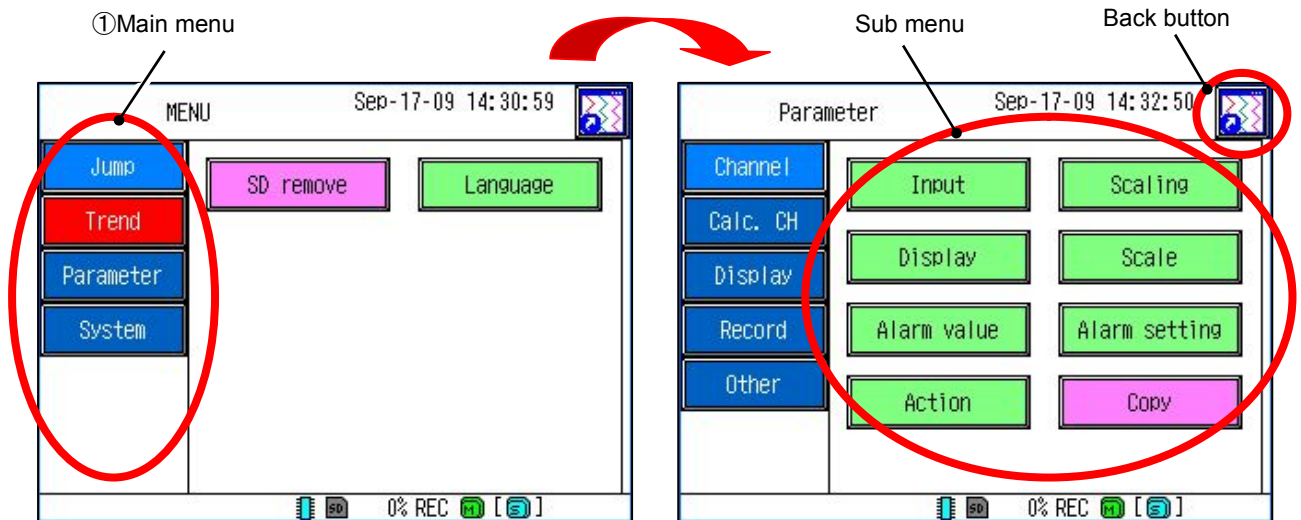 ①Main menu
Sub menu
Back button
MENU
Sep-17-09 14:30:59
Jump
Trend
Parameter
System
SD remove
Language
SD
0% REC M [S]
Parameter
Sep-17-09 14:32:50
Channel
Calc. CH
Display
Record
Other
Input
Scaling
Display
Scale
Alarm value
Alarm setting
Action
Copy
SD
0% REC M [S]